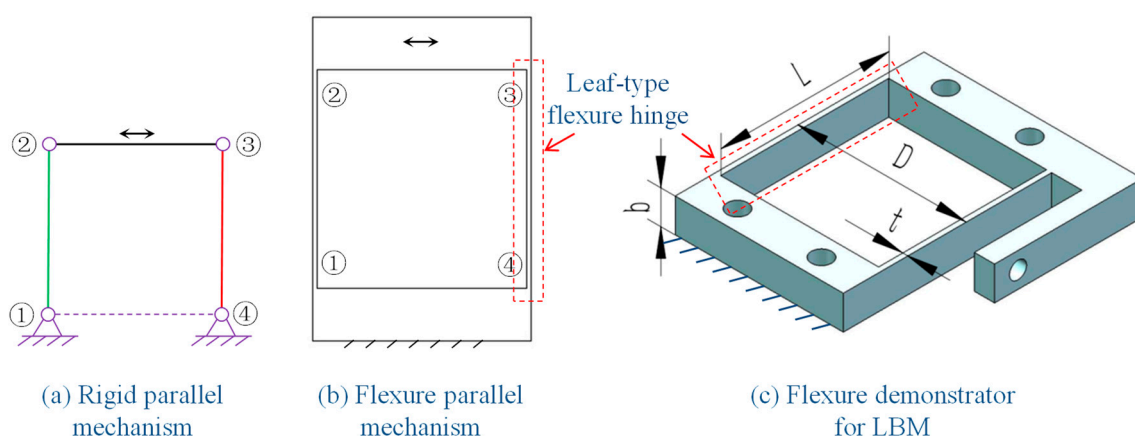 ② ③
① ④
② ③
① ④
Leaf-type
flexure hinge
L
D
b
t
(a) Rigid parallel
mechanism
(b) Flexure parallel
mechanism
(c) Flexure demonstrator
for LBM